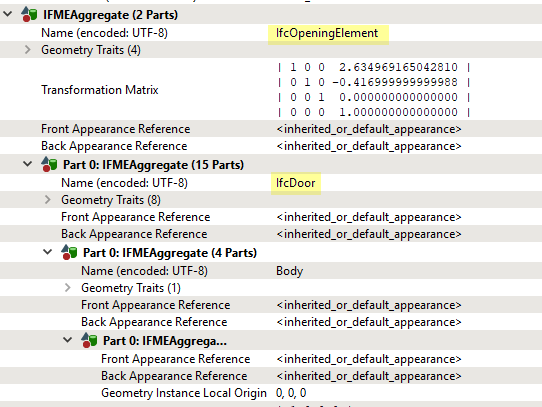 IFMEAggregate (2 Parts)
Name (encoded: UTF-8) IfcOpeningElement
Geometry Traits (4)
| 1 0 0 2.634969165042810 |
| 0 1 0 -0.416999999999988 |
Transformation Matrix
| 0 0 1 0.000000000000000 |
| 0 0 0 1.000000000000000 |
Front Appearance Reference <inherited_or_default_appearance>
Back Appearance Reference <inherited_or_default_appearance>
Part 0: IFMEAggregate (15 Parts)
Name (encoded: UTF-8) IfcDoor
Geometry Traits (8)
Front Appearance Reference <inherited_or_default_appearance>
Back Appearance Reference <inherited_or_default_appearance>
Part 0: IFMEAggregate (4 Parts)
Name (encoded: UTF-8) Body
Geometry Traits (1)
Front Appearance Reference <inherited_or_default_appearance>
Back Appearance Reference <inherited_or_default_appearance>
Part 0: IFMEAggrega...
Front Appearance Reference <inherited_or_default_appearance>
Back Appearance Reference <inherited_or_default_appearance>
Geometry Instance Local Origin 0, 0, 0